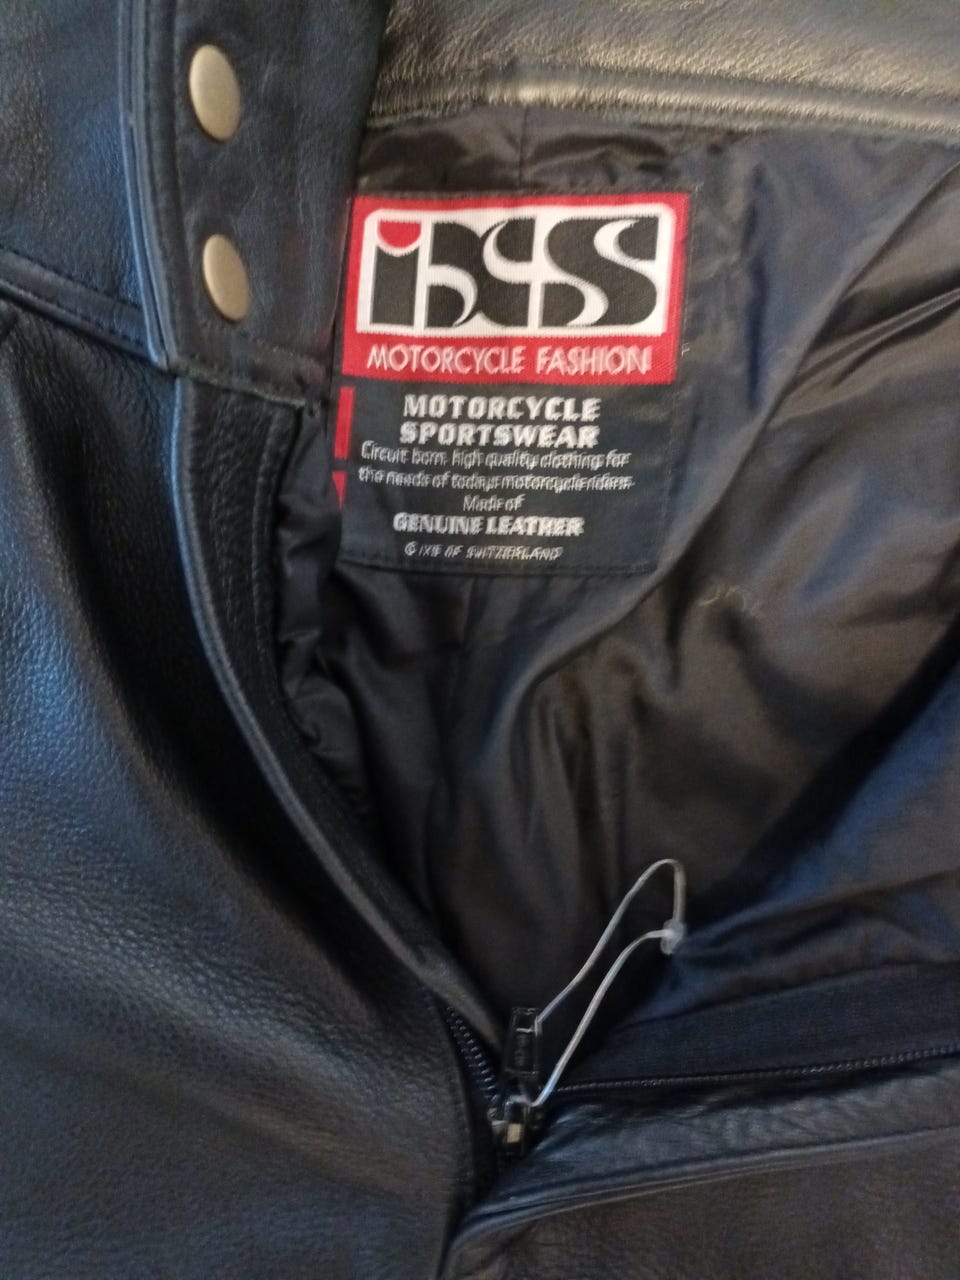 iXS
MOTORCYCLE FASHION
MOTORCYCLE
SPORTSWEAR
Circuit born high quality clothing for
the needs of todays motorcycle riders.
Made of
GENUINE LEATHER
© IXS OF SWITZERLAND